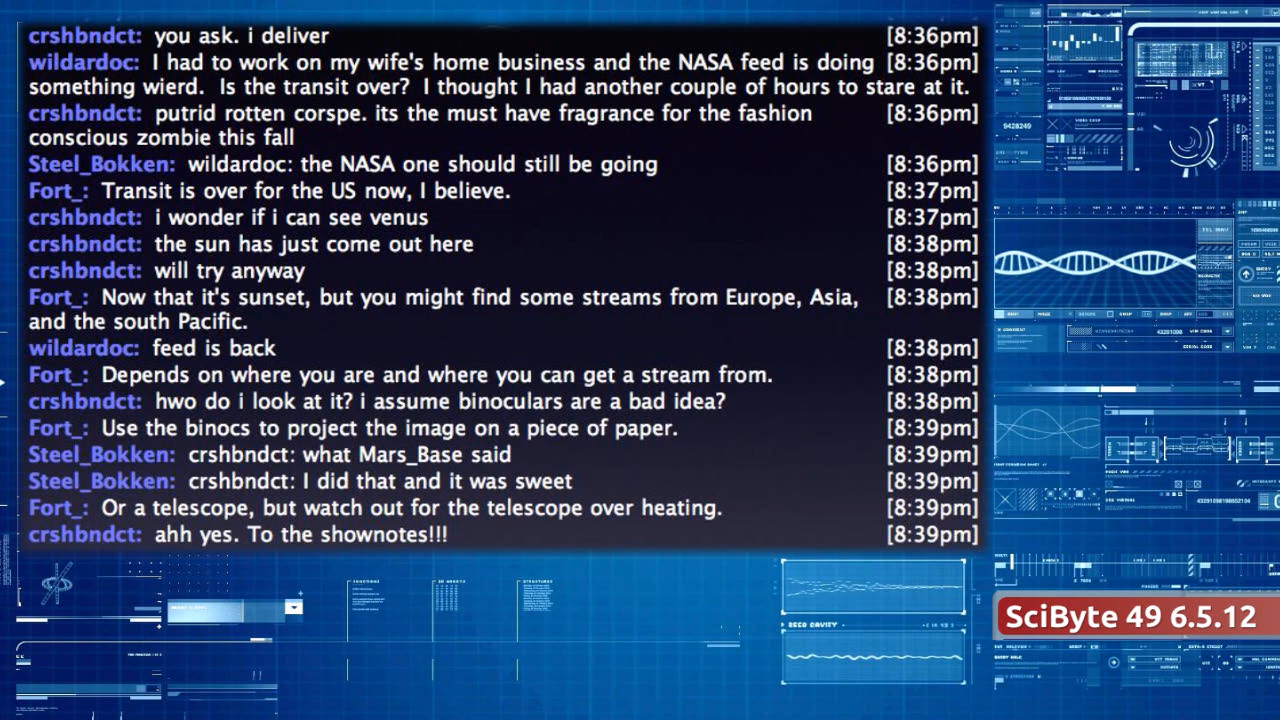 crshbndct: you ask. i deliver [8:36pm]
wildardoc: I had to work on my wife's home business and the NASA feed is doing [8:36pm]
something wierd. Is the transit over? I thought I had another couple of hours to stare at it.
crshbndct: putrid rotten corspe. its the must have fragrance for the fashion [8:36pm]
conscious zombie this fall
Steel_Bokken: wildardoc: the NASA one should still be going [8:36pm]
Fort_: Transit is over for the US now, I believe. [8:37pm]
crshbndct: i wonder if i can see venus [8:37pm]
crshbndct: the sun has just come out here [8:38pm]
crshbndct: will try anyway [8:38pm]
Fort_: Now that it's sunset, but you might find some streams from Europe, Asia, [8:38pm]
and the south Pacific.
wildardoc: feed is back [8:38pm]
Fort_: Depends on where you are and where you can get a stream from. [8:38pm]
crshbndct: hwo do i look at it? i assume binoculars are a bad idea? [8:38pm]
Fort_: Use the binocs to project the image on a piece of paper. [8:39pm]
Steel_Bokken: crshbndct: what Mars_Base said [8:39pm]
Steel_Bokken: crshbndct: i did that and it was sweet [8:39pm]
Fort_: Or a telescope, but watch out for the telescope over heating. [8:39pm]
crshbndct: ahh yes. To the shownotes!!! [8:39pm]
9428249
BEER CAVITY
SciByte 49 6.5.12